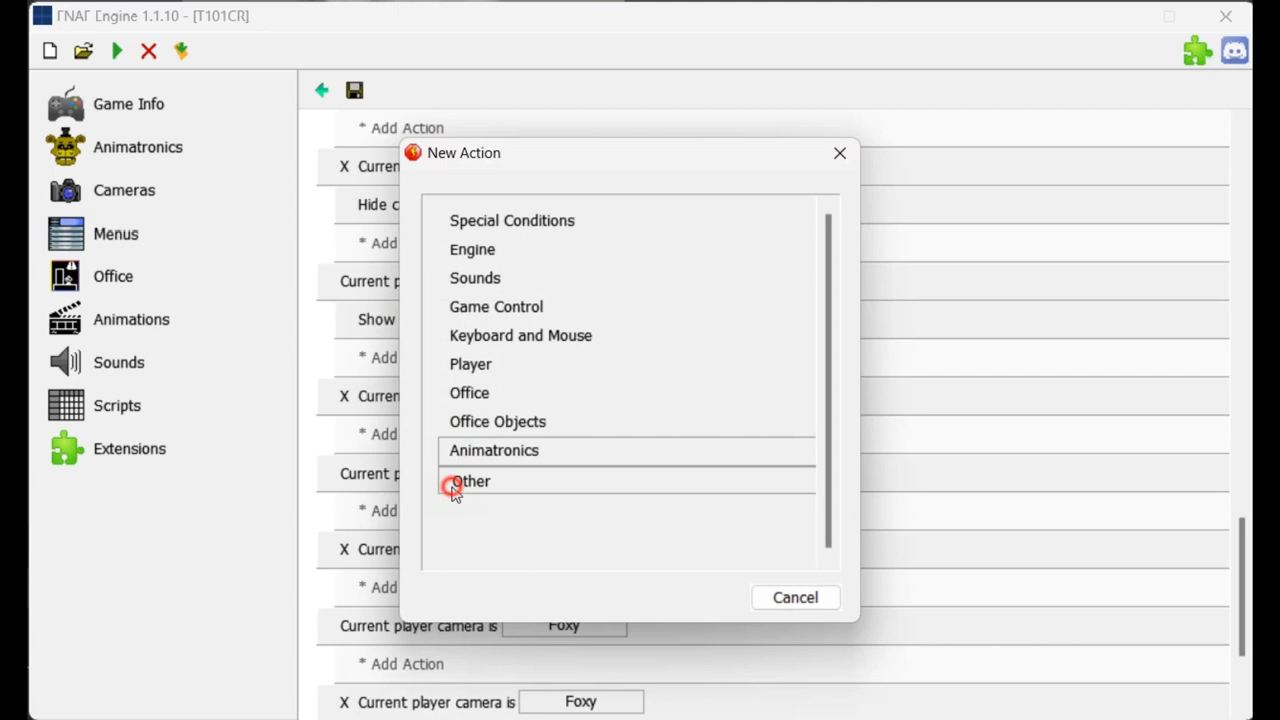 ГNАГ Engine 1.1.10 - [T101CR]
Game Info
Animatronics
Cameras
Menus
Office
Animations
Sounds
Scripts
Extensions
* Add Action
X Curren
Hide c
* Add
Current p
Show
* Add
X Curren
* Add
Current p
* Add
X Curren
* Add
Current player camera is Foxy
* Add Action
X Current player camera is Foxy
New Action
Special Conditions
Engine
Sounds
Game Control
Keyboard and Mouse
Player
Office
Office Objects
Animatronics
Other
Cancel